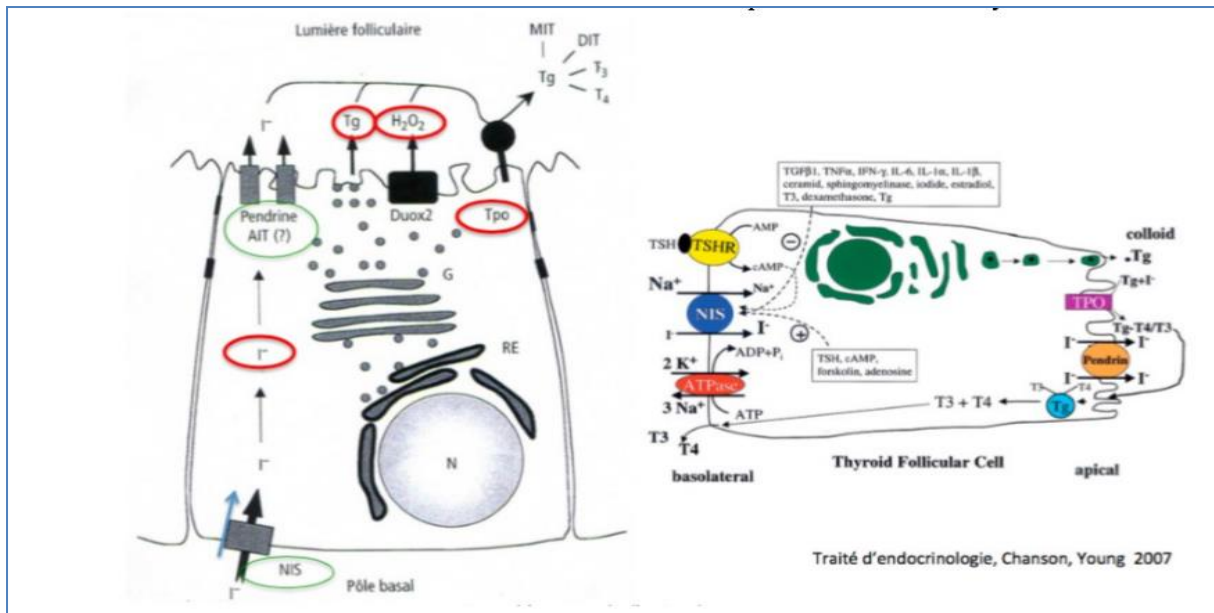 Lumière folliculaire
MIT
DIT
Tg
T3
T4
I⁻
Tg
H2O2
Pendrine
AIT (?)
Duox2
Tpo
G
I⁻
RE
I⁻
N
NIS
I⁻
Pôle basal
TGFβ1, TNFα, IFN-γ, IL-6, IL-1α, IL-1β,
ceramid, sphingomyelinase, iodide, estradiol,
T3, dexamethasone, Tg
TSH
TSHR
AMP
cAMP
−
colloid
Tg
Tg+I⁻
TPO
Tg-T4/T3
Na⁺
Na⁺
NIS
I⁻
I⁻
+
TSH, cAMP,
forskolin, adenosine
I⁻
I⁻
Pendrin
I⁻
I⁻
2 K⁺
ADP+Pi
ATPase
3 Na⁺
ATP
T3 + T4
T3
T4
Tg
T3
T4
basolateral
Thyroid Follicular Cell
apical
Traité d'endocrinologie, Chanson, Young 2007